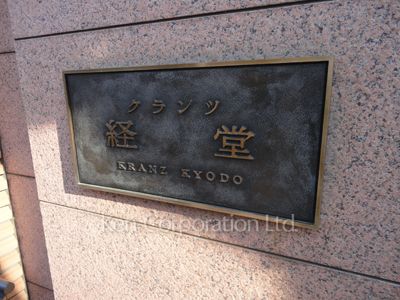 クランツ
経堂
KRANZ KYODO
Ken Corporation Ltd.